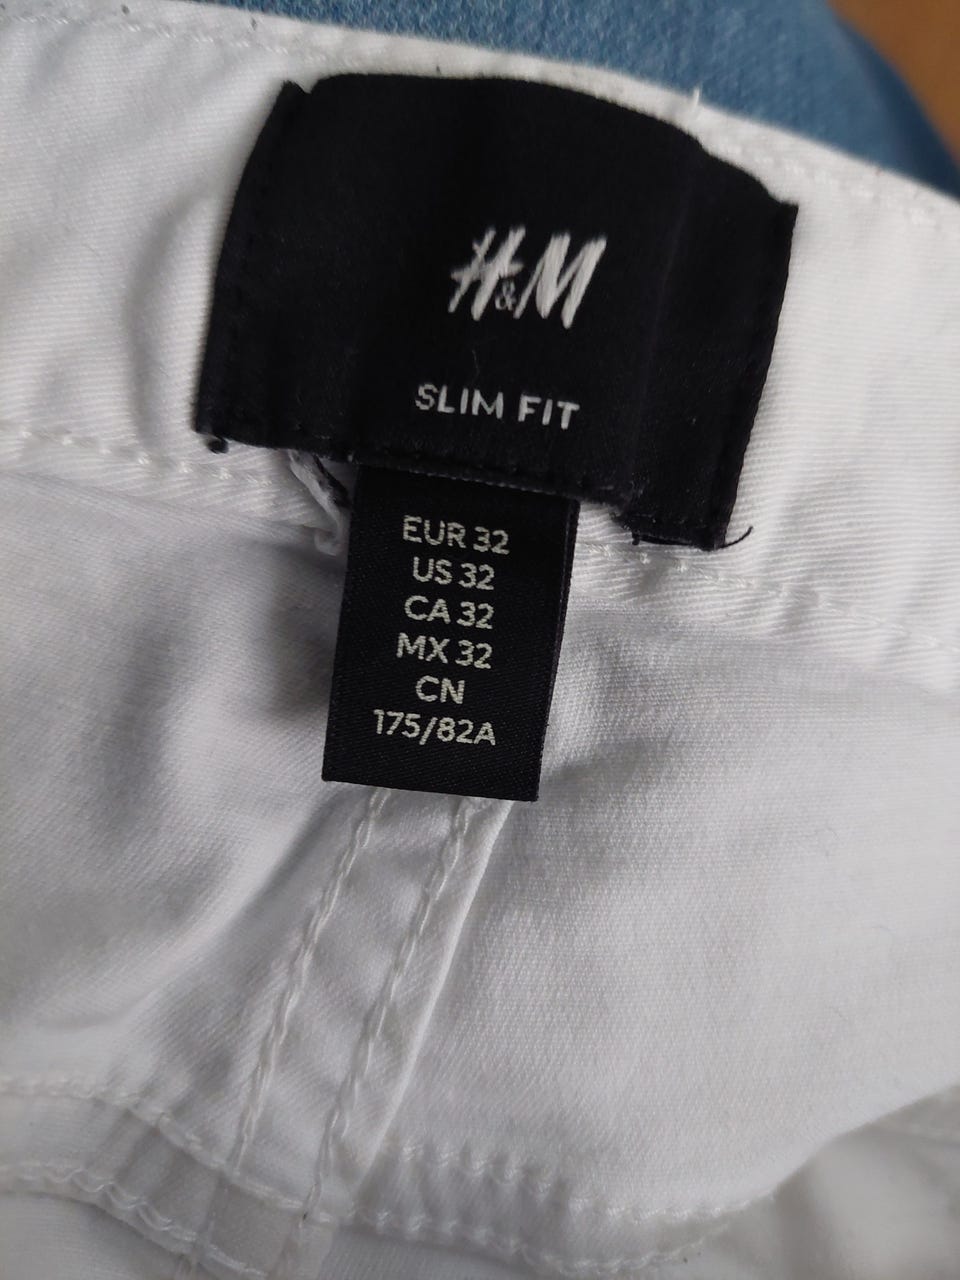 H&M
SLIM FIT
EUR 32
US 32
CA 32
MX 32
CN
175/82A